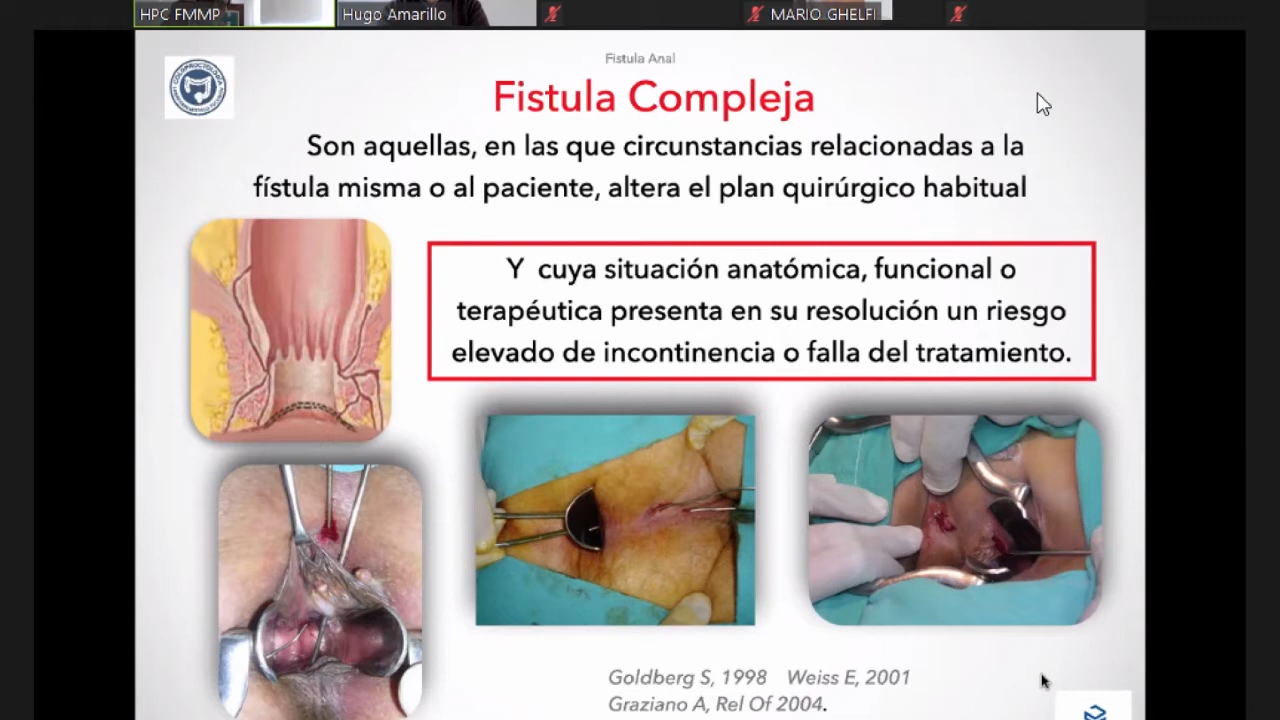 HPC FMMP
Hugo Amarillo
MARIO GHELFI
Fistula Anal
Fistula Compleja
Son aquellas, en las que circunstancias relacionadas a la
fístula misma o al paciente, altera el plan quirúrgico habitual
Y cuya situación anatómica, funcional o
terapéutica presenta en su resolución un riesgo
elevado de incontinencia o falla del tratamiento.
Goldberg S, 1998 Weiss E, 2001
Graziano A, Rel Of 2004.